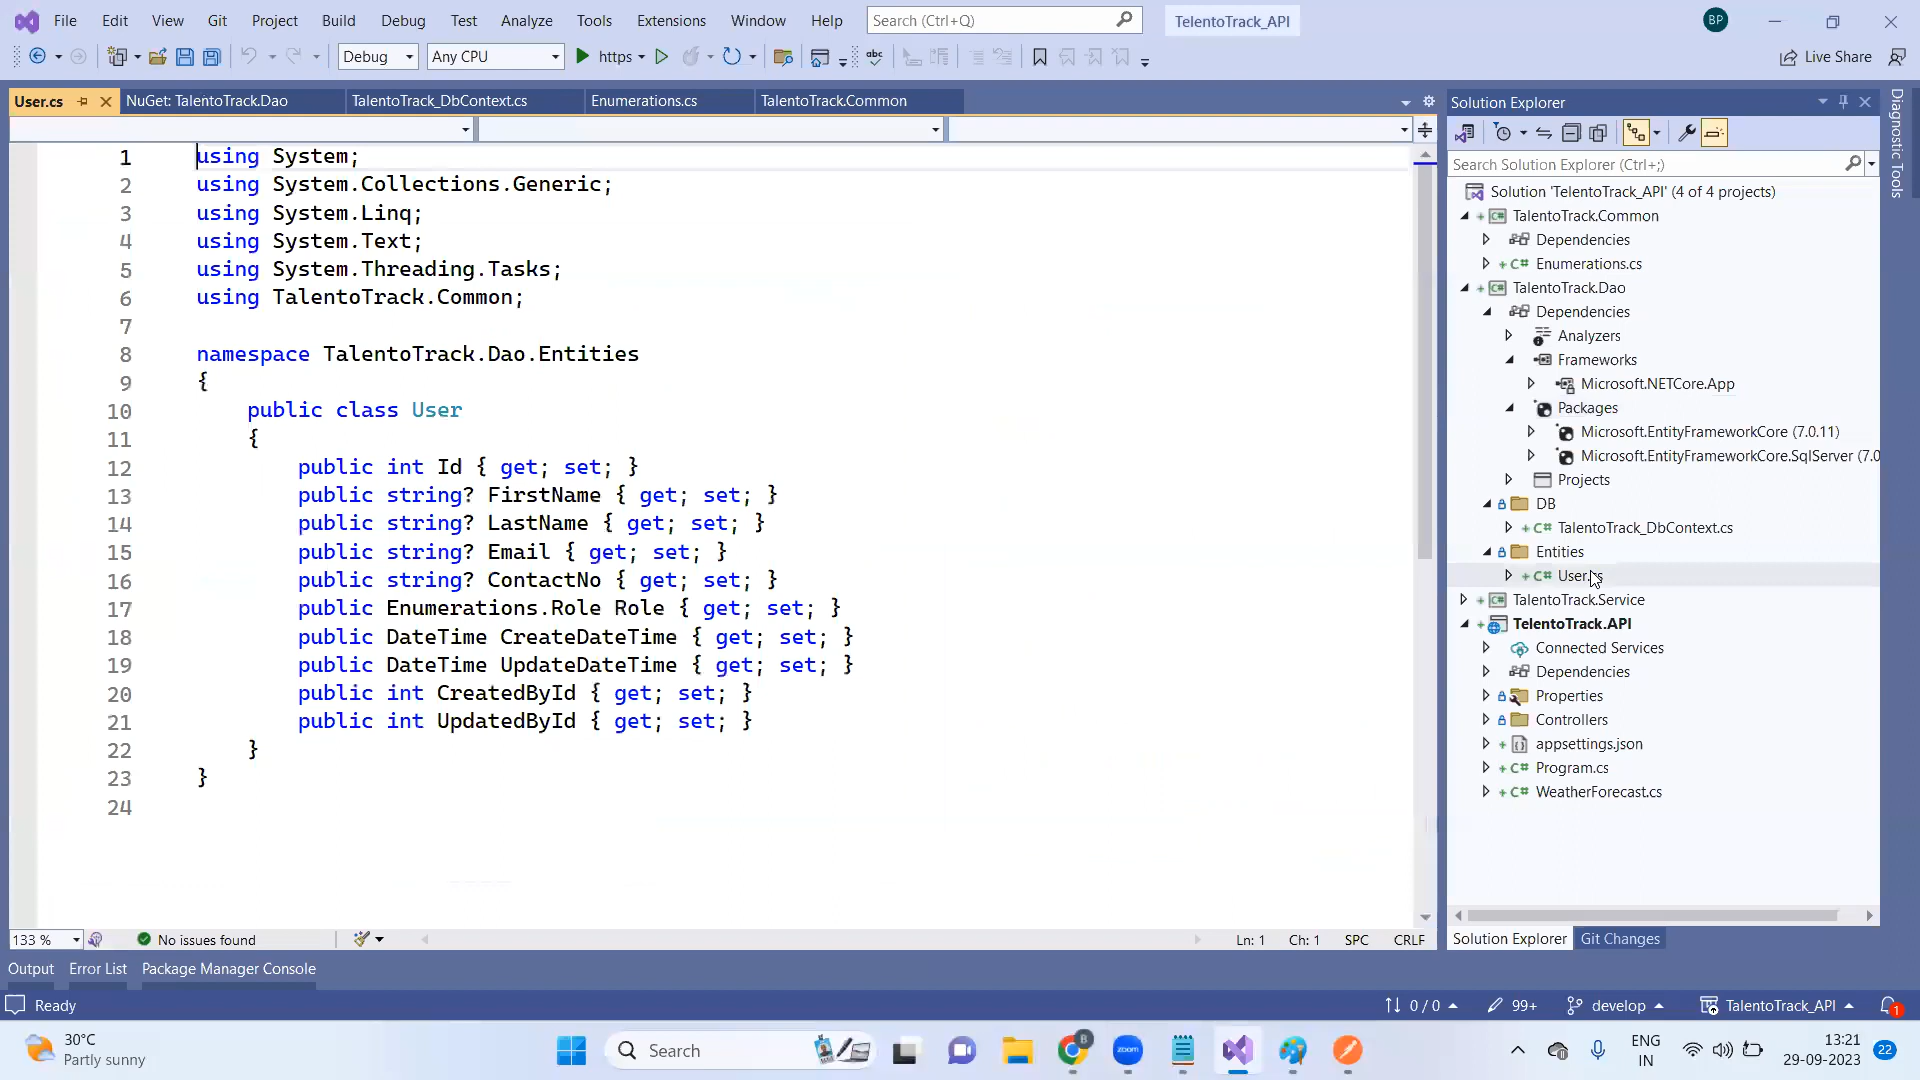 File Edit View Git Project Build Debug Test Analyze Tools Extensions Window Help Search (Ctrl+Q) TelentoTrack_API BP
Debug Any CPU https abc Live Share
User.cs NuGet: TalentoTrack.Dao TalentoTrack_DbContext.cs Enumerations.cs TalentoTrack.Common
1 using System;
2 using System.Collections.Generic;
3 using System.Linq;
4 using System.Text;
5 using System.Threading.Tasks;
6 using TalentoTrack.Common;
7
8 namespace TalentoTrack.Dao.Entities
9 {
10 public class User
11 {
12 public int Id { get; set; }
13 public string? FirstName { get; set; }
14 public string? LastName { get; set; }
15 public string? Email { get; set; }
16 public string? ContactNo { get; set; }
17 public Enumerations.Role Role { get; set; }
18 public DateTime CreateDateTime { get; set; }
19 public DateTime UpdateDateTime { get; set; }
20 public int CreatedById { get; set; }
21 public int UpdatedById { get; set; }
22 }
23 }
24
133 % No issues found Ln: 1 Ch: 1 SPC CRLF
Solution Explorer
Search Solution Explorer (Ctrl+;)
Solution 'TelentoTrack_API' (4 of 4 projects)
TalentoTrack.Common
Dependencies
C# Enumerations.cs
TalentoTrack.Dao
Dependencies
Analyzers
Frameworks
Microsoft.NETCore.App
Packages
Microsoft.EntityFrameworkCore (7.0.11)
Microsoft.EntityFrameworkCore.SqlServer (7.0
Projects
DB
C# TalentoTrack_DbContext.cs
Entities
C# User.cs
TalentoTrack.Service
TelentoTrack.API
Connected Services
Dependencies
Properties
Controllers
appsettings.json
C# Program.cs
C# WeatherForecast.cs
Solution Explorer Git Changes
Diagnostic Tools
Output Error List Package Manager Console
Ready 0 / 0 99+ develop TalentoTrack_API 1
30°C
Partly sunny
Search
zoom
ENG
IN
13:21
29-09-2023
22